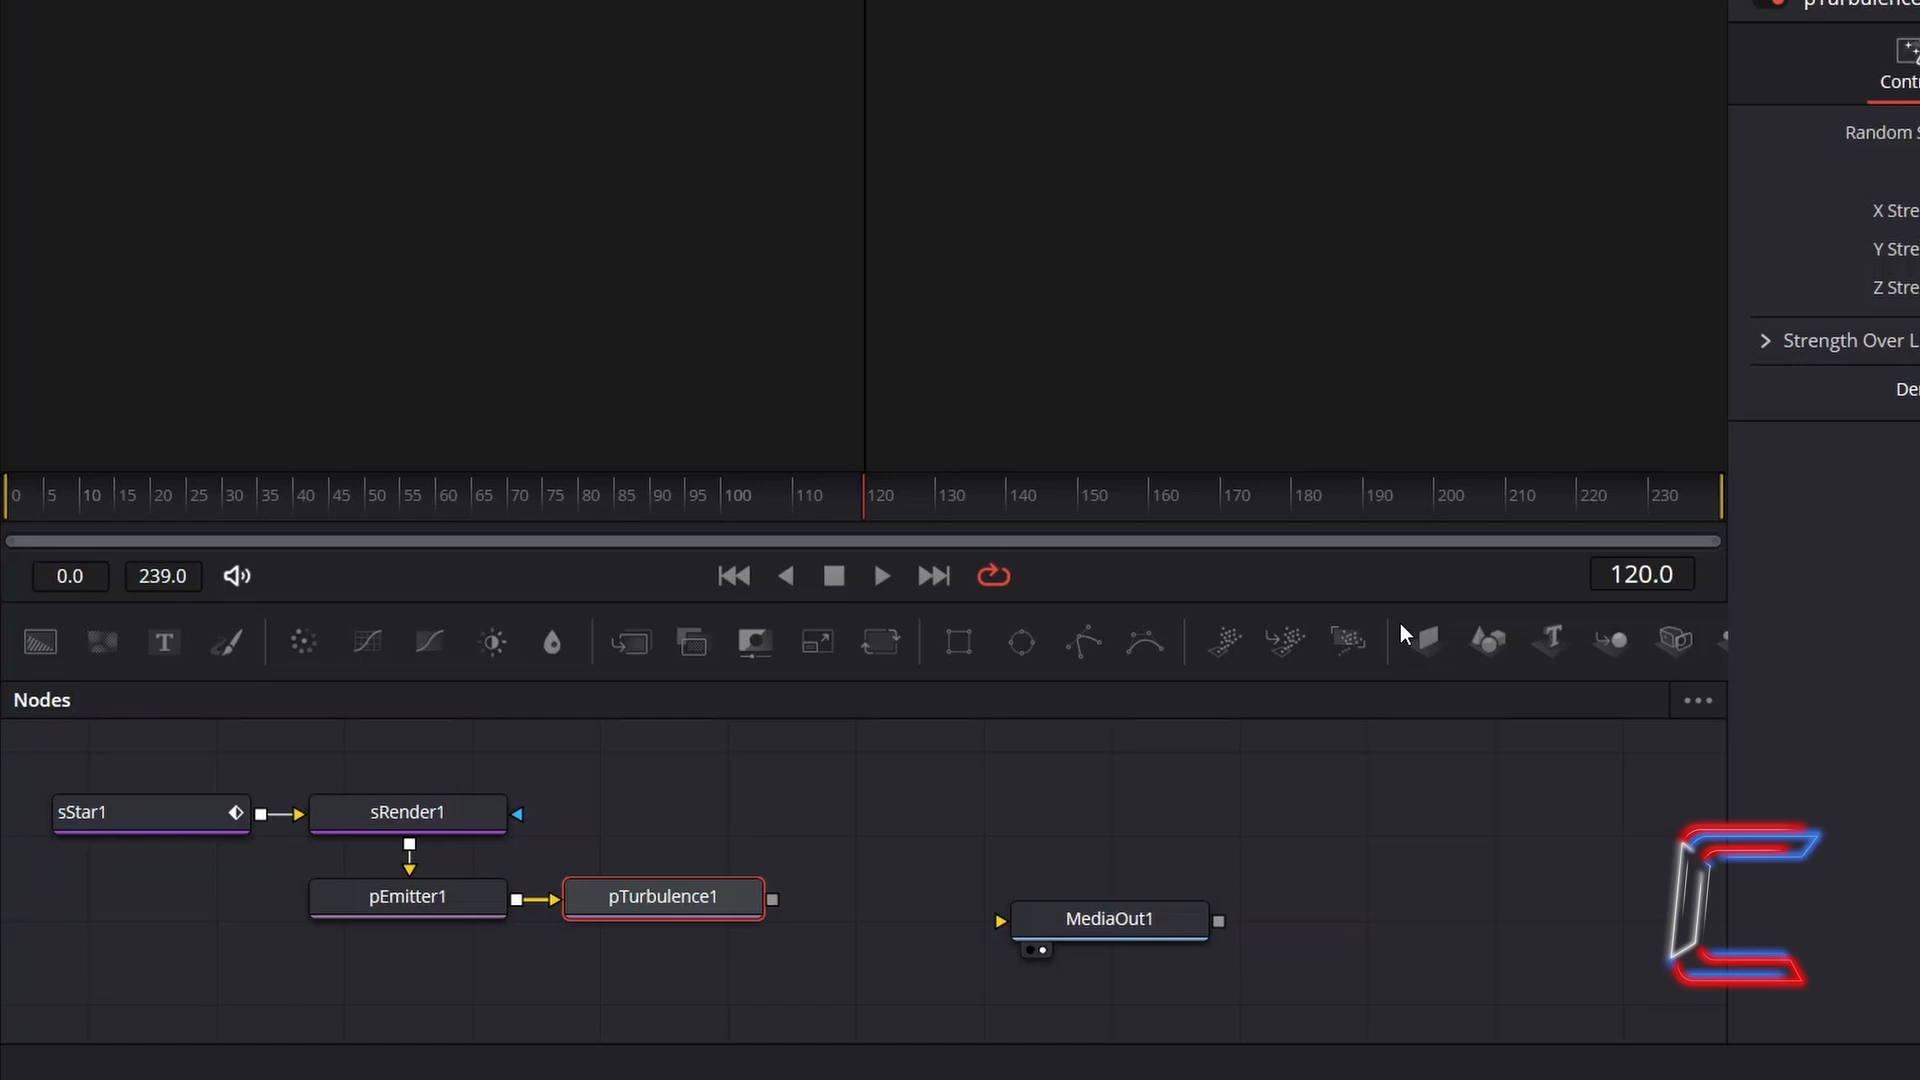 Contr
Random S
X Stre
Y Stre
Z Stre
Strength Over L
Der
0 5 10 15 20 25 30 35 40 45 50 55 60 65 70 75 80 85 90 95 100 110 120 130 140 150 160 170 180 190 200 210 220 230
0.0 239.0 120.0
T T
Nodes
sStar1 sRender1
pEmitter1 pTurbulence1
MediaOut1